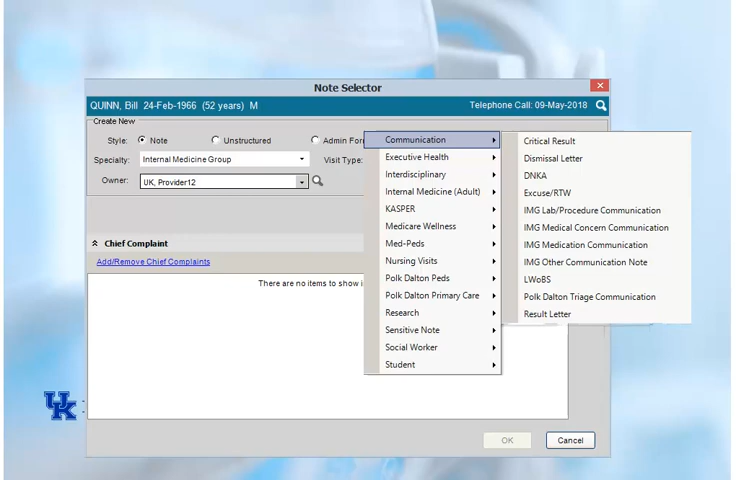 Note Selector
QUINN, Bill 24-Feb-1966 (52 years) M
Telephone Call: 09-May-2018
Create New
Style: Note Unstructured Admin For
Specialty: Internal Medicine Group Visit Type:
Owner: UK, Provider12
Chief Complaint
Add/Remove Chief Complaints
There are no items to show i
Communication
Executive Health
Interdisciplinary
Internal Medicine (Adult)
KASPER
Medicare Wellness
Med-Peds
Nursing Visits
Polk Dalton Peds
Polk Dalton Primary Care
Research
Sensitive Note
Social Worker
Student
Critical Result
Dismissal Letter
DNKA
Excuse/RTW
IMG Lab/Procedure Communication
IMG Medical Concern Communication
IMG Medication Communication
IMG Other Communication Note
LWoBS
Polk Dalton Triage Communication
Result Letter
UK
OK Cancel